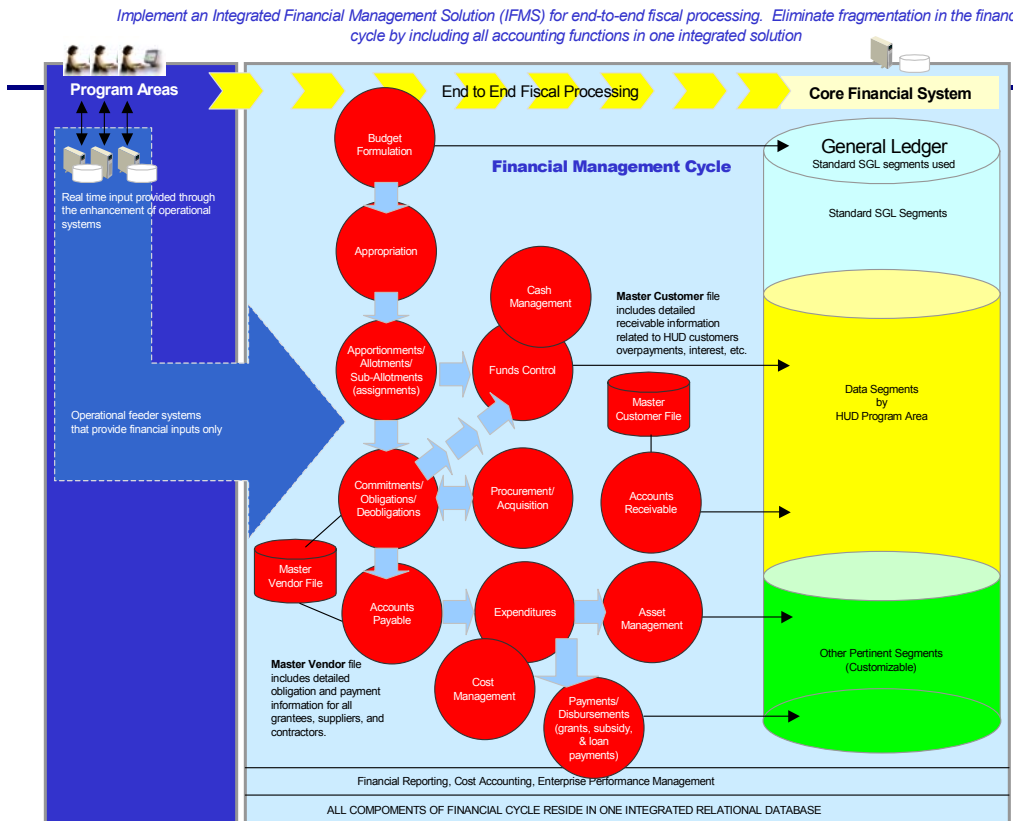 Implement an Integrated Financial Management Solution (IFMS) for end-to-end fiscal processing. Eliminate fragmentation in the
cycle by including all accounting functions in one integrated solution
Program Areas
End to End Fiscal Processing
Core Financial System
Real time input provided through
the enhancement of operational
systems
Operational feeder systems
that provide financial inputs only
Budget
Formulation
Financial Management Cycle
General Ledger
Standard SGL segments used
Standard SGL Segments
Appropriation
Cash
Management
Master Customer file
includes detailed
receivable information
related to HUD customers
overpayments, interest, etc.
Apportionments/
Allotments/
Sub-Allotments
(assignments)
Funds Control
Master
Customer File
Data Segments
by
HUD Program Area
Commitments/
Obligations/
Deobligations
Procurement/
Acquisition
Accounts
Receivable
Master
Vendor File
Accounts
Payable
Expenditures
Asset
Management
Master Vendor file
includes detailed
obligation and payment
information for all
grantees, suppliers, and
contractors.
Cost
Management
Payments/
Disbursements
(grants, subsidy,
& loan
payments)
Other Pertinent Segments
(Customizable)
Financial Reporting, Cost Accounting, Enterprise Performance Management
ALL COMPOMENTS OF FINANCIAL CYCLE RESIDE IN ONE INTEGRATED RELATIONAL DATABASE